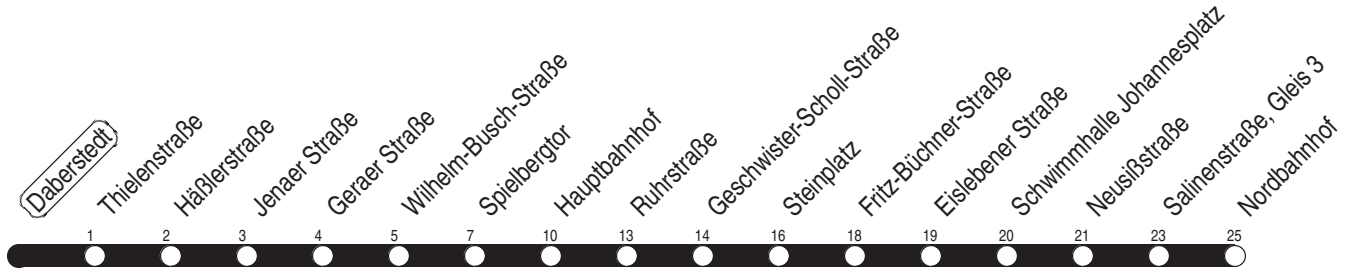 Daberstedt
Thielenstraße
Häßlerstraße
Jenaer Straße
Geraer Straße
Wilhelm-Busch-Straße
Spielbergtor
Hauptbahnhof
Ruhrstraße
Geschwister-Scholl-Straße
Steinplatz
Fritz-Büchner-Straße
Eislebener Straße
Schwimmhalle Johannesplatz
Neusißstraße
Salinenstraße, Gleis 3
Nordbahnhof
1 2 3 4 5 7 10 13 14 16 18 19 20 21 23 25